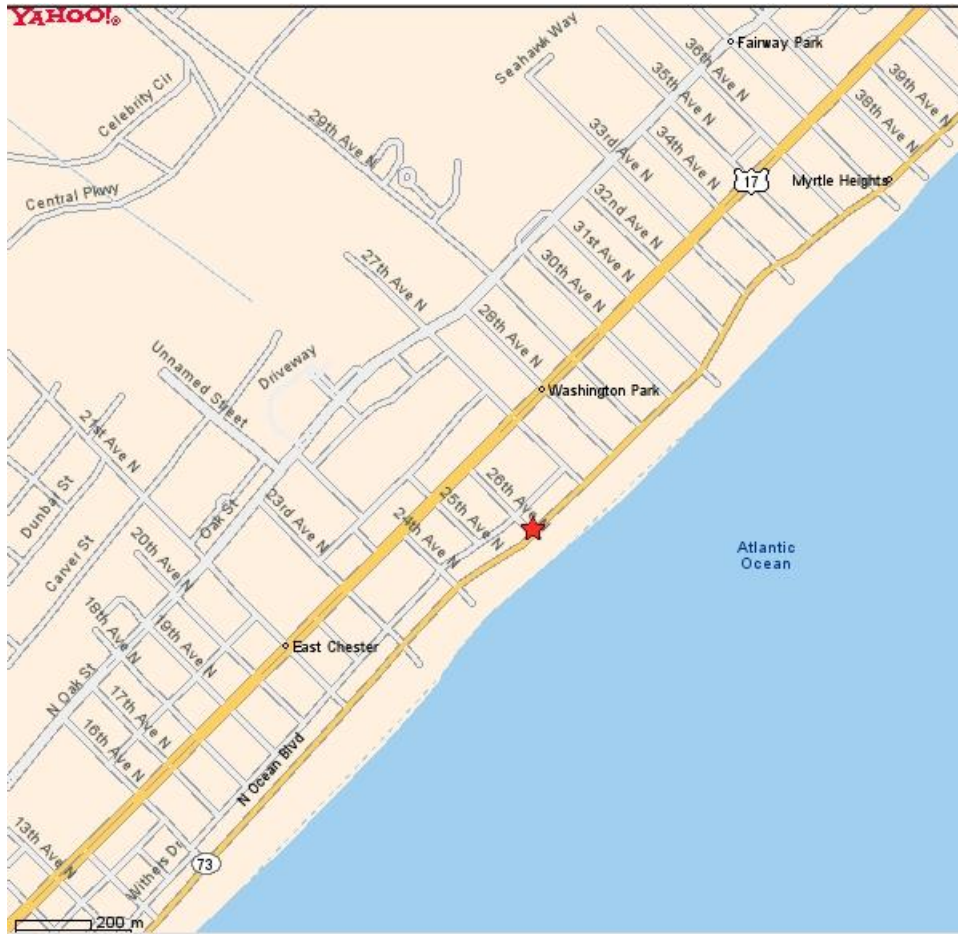 YAHOO!®
Fairway Park
Seahawk Way
36th Ave N
35th Ave N
39th Ave N
38th Ave N
Celebrity Cir
29th Ave N
33rd Ave N
34th Ave N
17
Myrtle Heights
Central Pkwy
32nd Ave N
31st Ave N
30th Ave N
27th Ave N
28th Ave N
Unnamed Street
Driveway
Washington Park
21st Ave N
26th Ave
25th Ave N
24th Ave N
23rd Ave N
Dunbar St
Oak St
Carver St
20th Ave N
Atlantic
Ocean
18th Ave N
19th Ave N
East Chester
N Oak St
17th Ave N
16th Ave N
N Ocean Blvd
13th Ave N
Withers Dr
73
200 m